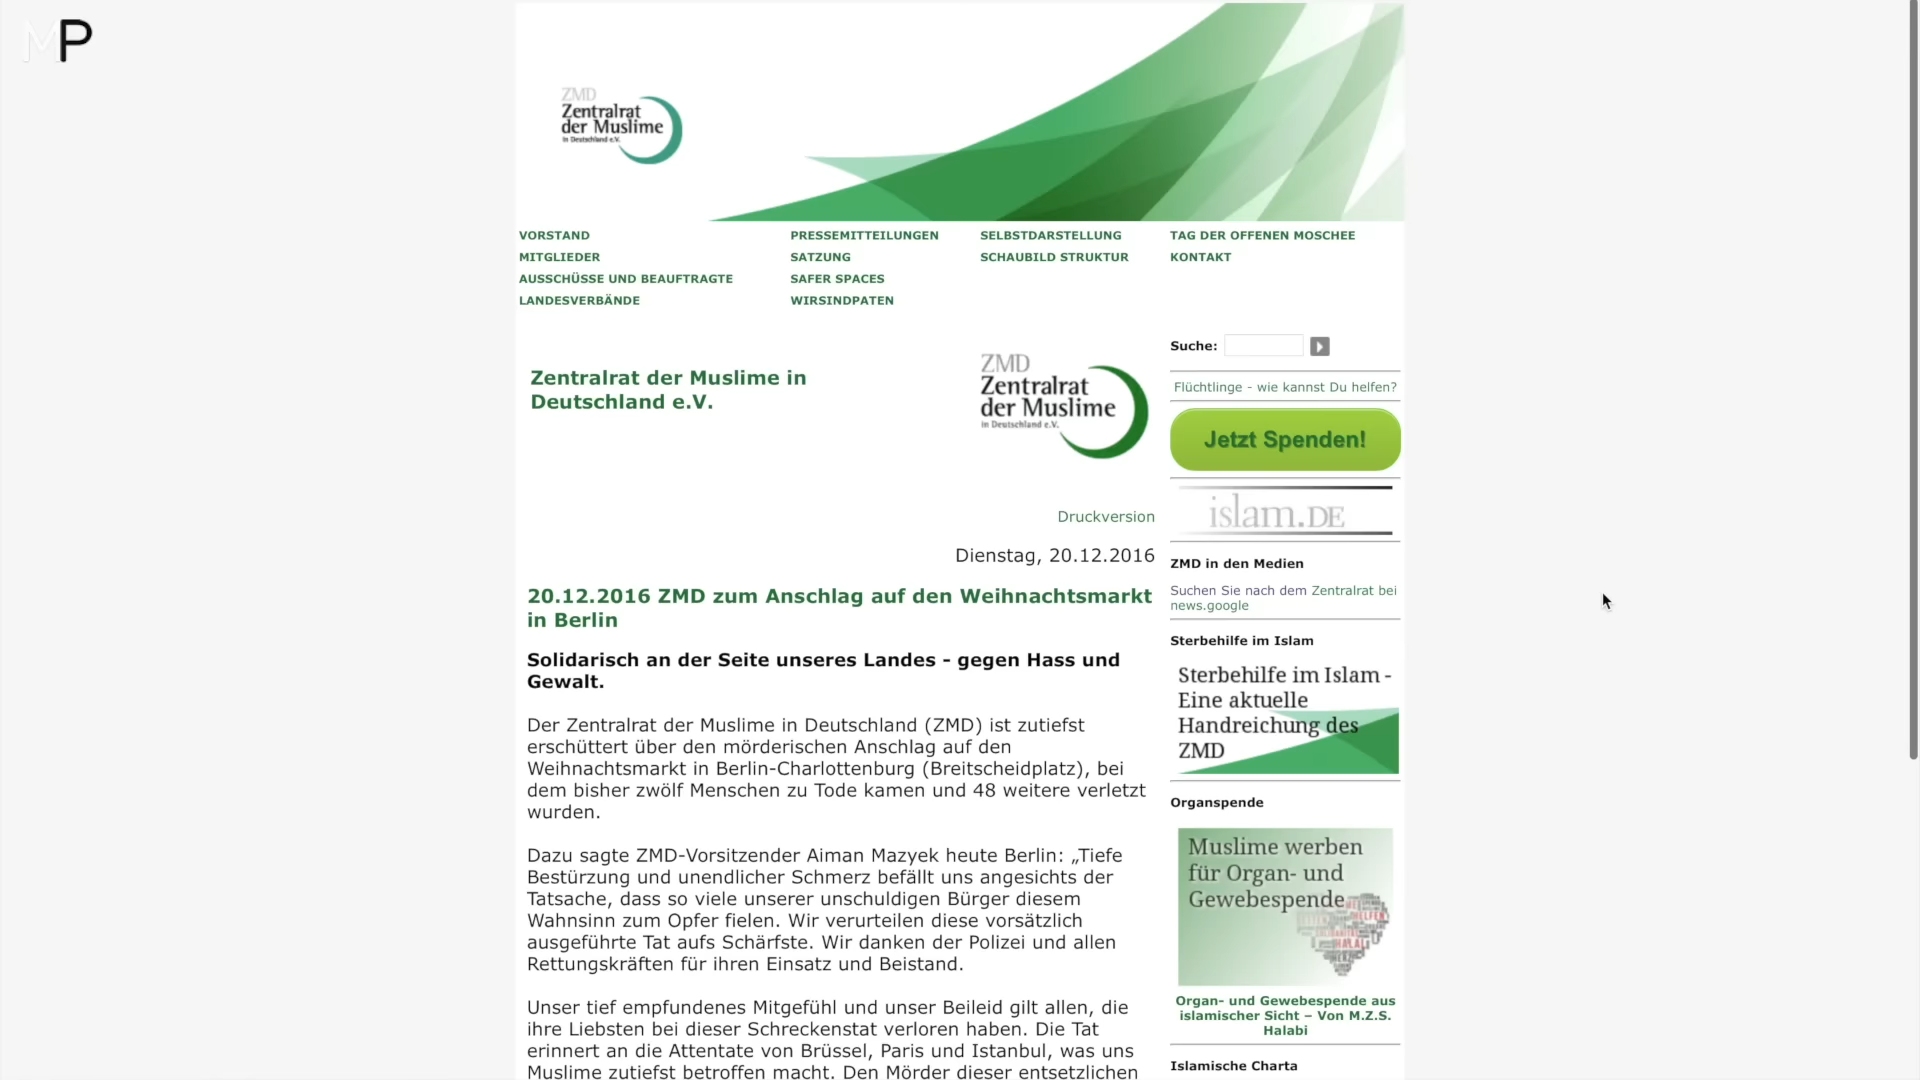 MP
ZMD
Zentralrat
der Muslime
in Deutschland e.V.
VORSTAND
MITGLIEDER
AUSSCHÜSSE UND BEAUFTRAGTE
LANDESVERBÄNDE
PRESSEMITTEILUNGEN
SATZUNG
SAFER SPACES
WIRSINDPATEN
SELBSTDARSTELLUNG
SCHAUBILD STRUKTUR
TAG DER OFFENEN MOSCHEE
KONTAKT
Zentralrat der Muslime in
Deutschland e.V.
ZMD
Zentralrat
der Muslime
in Deutschland e.V.
Druckversion
Dienstag, 20.12.2016
20.12.2016 ZMD zum Anschlag auf den Weihnachtsmarkt
in Berlin
Solidarisch an der Seite unseres Landes - gegen Hass und
Gewalt.
Der Zentralrat der Muslime in Deutschland (ZMD) ist zutiefst
erschüttert über den mörderischen Anschlag auf den
Weihnachtsmarkt in Berlin-Charlottenburg (Breitscheidplatz), bei
dem bisher zwölf Menschen zu Tode kamen und 48 weitere verletzt
wurden.
Dazu sagte ZMD-Vorsitzender Aiman Mazyek heute Berlin: „Tiefe
Bestürzung und unendlicher Schmerz befällt uns angesichts der
Tatsache, dass so viele unserer unschuldigen Bürger diesem
Wahnsinn zum Opfer fielen. Wir verurteilen diese vorsätzlich
ausgeführte Tat aufs Schärfste. Wir danken der Polizei und allen
Rettungskräften für ihren Einsatz und Beistand.
Unser tief empfundenes Mitgefühl und unser Beileid gilt allen, die
ihre Liebsten bei dieser Schreckenstat verloren haben. Die Tat
erinnert an die Attentate von Brüssel, Paris und Istanbul, was uns
Muslime zutiefst betroffen macht. Den Mörder dieser entsetzlichen
Suche:
Flüchtlinge - wie kannst Du helfen?
Jetzt Spenden!
islam.DE
ZMD in den Medien
Suchen Sie nach dem Zentralrat bei
news.google
Sterbehilfe im Islam
Sterbehilfe im Islam -
Eine aktuelle
Handreichung des
ZMD
Organspende
Muslime werben
für Organ- und
Gewebespende
HELFEN
HALAL
Organ- und Gewebespende aus
islamischer Sicht – Von M.Z.S.
Halabi
Islamische Charta